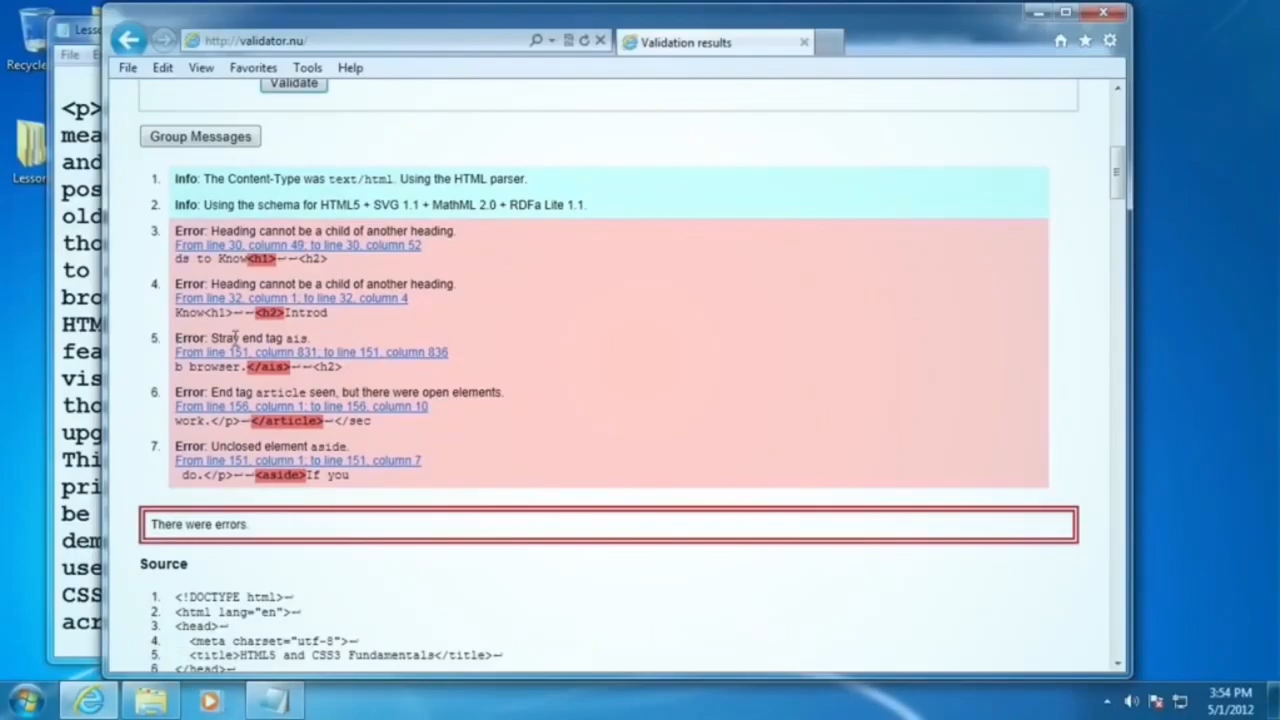 Recycle
Lesson
Less
File
E
<p>
mea
and
pos
old
tho
to
bro
HTM
fea
vis
tho
upg
Thi
pri
be
dem
use
CSS
acr
http://validator.nu/
Validation results
File Edit View Favorites Tools Help
Validate
Group Messages
1. Info: The Content-Type was text/html. Using the HTML parser.
2. Info: Using the schema for HTML5 + SVG 1.1 + MathML 2.0 + RDFa Lite 1.1.
3. Error: Heading cannot be a child of another heading.
From line 30, column 49; to line 30, column 52
ds to Know<h1>↩↩<h2>
4. Error: Heading cannot be a child of another heading.
From line 32, column 1; to line 32, column 4
Know<h1>↩↩<h2>Introd
5. Error: Stray end tag ais.
From line 151, column 831; to line 151, column 836
b browser.</ais>↩↩<h2>
6. Error: End tag article seen, but there were open elements.
From line 156, column 1; to line 156, column 10
work.</p>↩</article>↩</sec
7. Error: Unclosed element aside.
From line 151, column 1; to line 151, column 7
do.</p>↩↩<aside>If you
There were errors.
Source
1. <!DOCTYPE html>↩
2. <html lang="en">↩
3. <head>↩
4. <meta charset="utf-8">↩
5. <title>HTML5 and CSS3 Fundamentals</title>↩
6. </head>↩
3:54 PM
5/1/2012